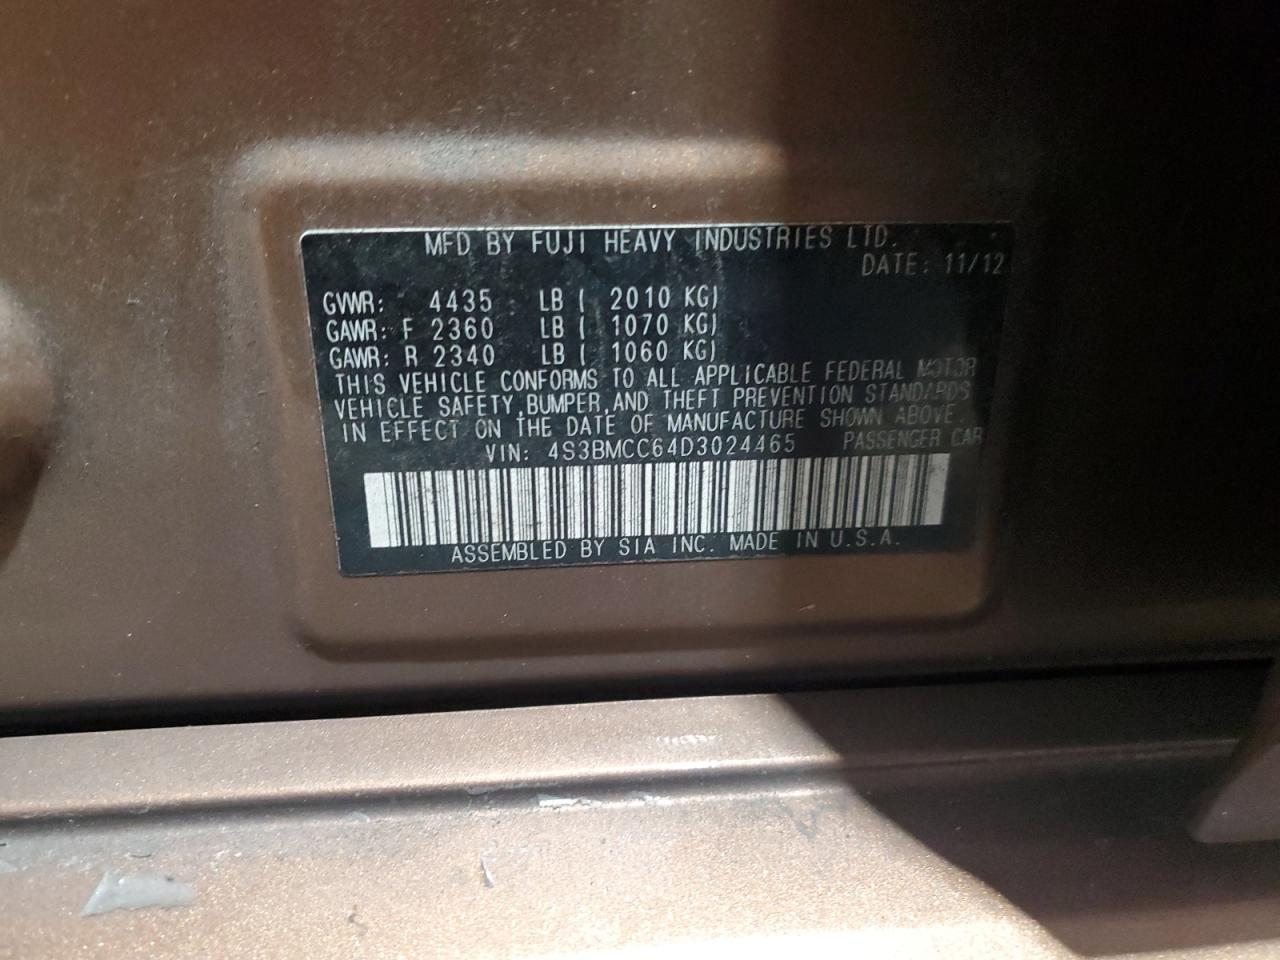 MFD BY FUJI HEAVY INDUSTRIES LTD.
DATE: 11/12
GVWR: 4435 LB ( 2010 KG)
GAWR: F 2360 LB ( 1070 KG)
GAWR: R 2340 LB ( 1060 KG)
THIS VEHICLE CONFORMS TO ALL APPLICABLE FEDERAL MOTOR
VEHICLE SAFETY,BUMPER,AND THEFT PREVENTION STANDARDS
IN EFFECT ON THE DATE OF MANUFACTURE SHOWN ABOVE.
VIN: 4S3BMCC64D3024465 PASSENGER CAR
ASSEMBLED BY SIA INC. MADE IN U.S.A.